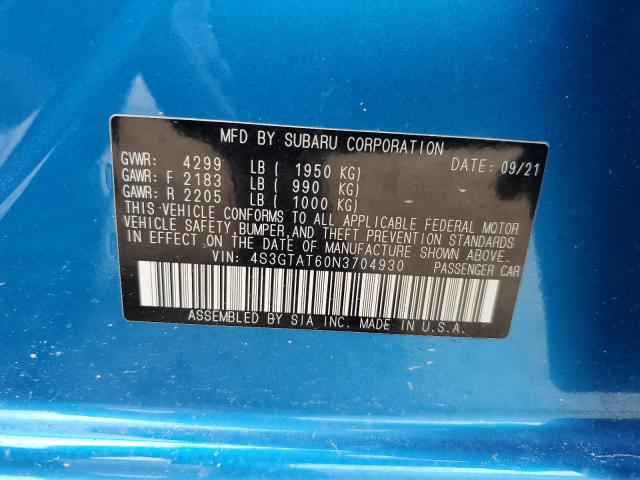 MFD BY SUBARU CORPORATION
GVWR: 4299 LB ( 1950 KG) DATE: 09/21
GAWR: F 2183 LB ( 990 KG)
GAWR: R 2205 LB ( 1000 KG)
THIS VEHICLE CONFORMS TO ALL APPLICABLE FEDERAL MOTOR
VEHICLE SAFETY, BUMPER, AND THEFT PREVENTION STANDARDS
IN EFFECT ON THE DATE OF MANUFACTURE SHOWN ABOVE.
VIN: 4S3GTAT60N3704930 PASSENGER CAR
ASSEMBLED BY SIA INC. MADE IN U.S.A.